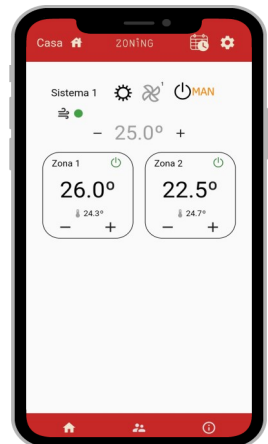 Casa ZONING
Sistema 1 1 MAN
- 25.0º +
Zona 1 Zona 2
26.0º 22.5º
24.3º 24.7º
- + - +